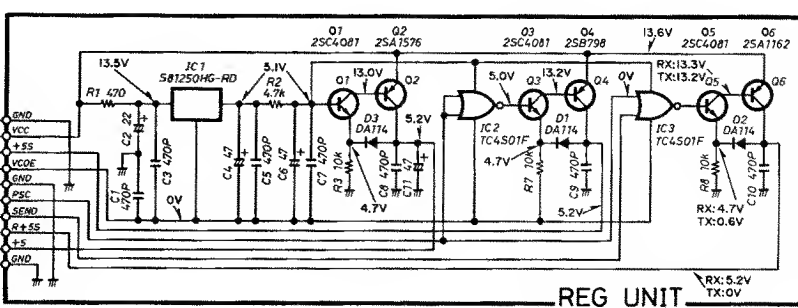 Q1
2SC4081
Q2
2SA1576
Q3
2SC4081
Q4
2SB798
13.6V
Q5
2SC4081
Q6
2SA1162
13.5V
IC1
S81250HG-RD
5.1V
R2
4.7k
13.0V
Q1
Q2
5.0V
13.2V
Q3
Q4
0V
RX:13.3V
TX:13.2V
Q5
Q6
R1 470
C2 22
C1
470P
C3 470P
C4 47
C5 470P
C6 47
C7 470P
D3
DA114
5.2V
R3 10k
C8 470P
C11 47
4.7V
IC2
TC4S01F
D1
DA114
4.7V
R7 10k
C9 470P
5.2V
IC3
TC4S01F
D2
DA114
R8 10k
C10 470P
RX:4.7V
TX:0.6V
0V
GND
VCC
+5S
VCOE
GND
PSC
SEND
R+5S
+5
GND
RX:5.2V
TX:0V
REG UNIT